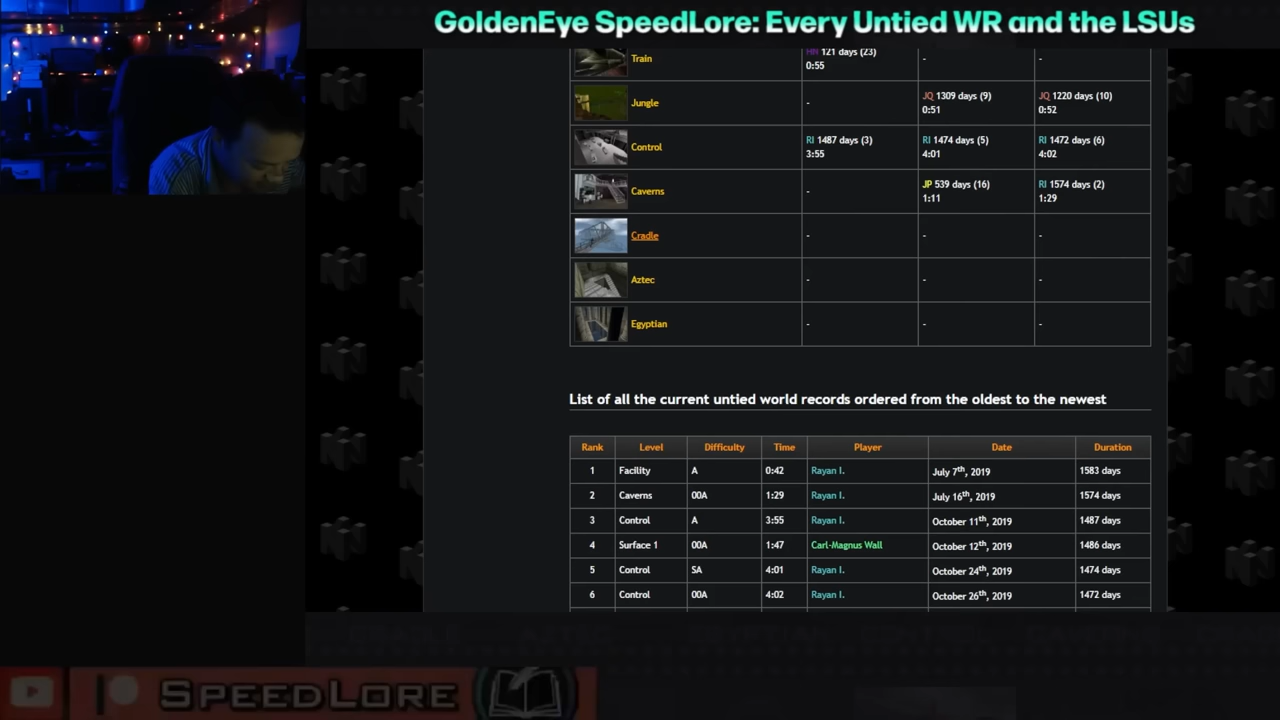 GoldenEye SpeedLore: Every Untied WR and the LSUs
Train HN 121 days (23) - -
0:55
Jungle - JQ 1309 days (9) JQ 1220 days (10)
0:51 0:52
Control RI 1487 days (3) RI 1474 days (5) RI 1472 days (6)
3:55 4:01 4:02
Caverns - JP 539 days (16) RI 1574 days (2)
1:11 1:29
Cradle - - -
Aztec - - -
Egyptian - - -
List of all the current untied world records ordered from the oldest to the newest
Rank Level Difficulty Time Player Date Duration
1 Facility A 0:42 Rayan I. July 7th, 2019 1583 days
2 Caverns 00A 1:29 Rayan I. July 16th, 2019 1574 days
3 Control A 3:55 Rayan I. October 11th, 2019 1487 days
4 Surface 1 00A 1:47 Carl-Magnus Wall October 12th, 2019 1486 days
5 Control SA 4:01 Rayan I. October 24th, 2019 1474 days
6 Control 00A 4:02 Rayan I. October 26th, 2019 1472 days
SPEEDLORE